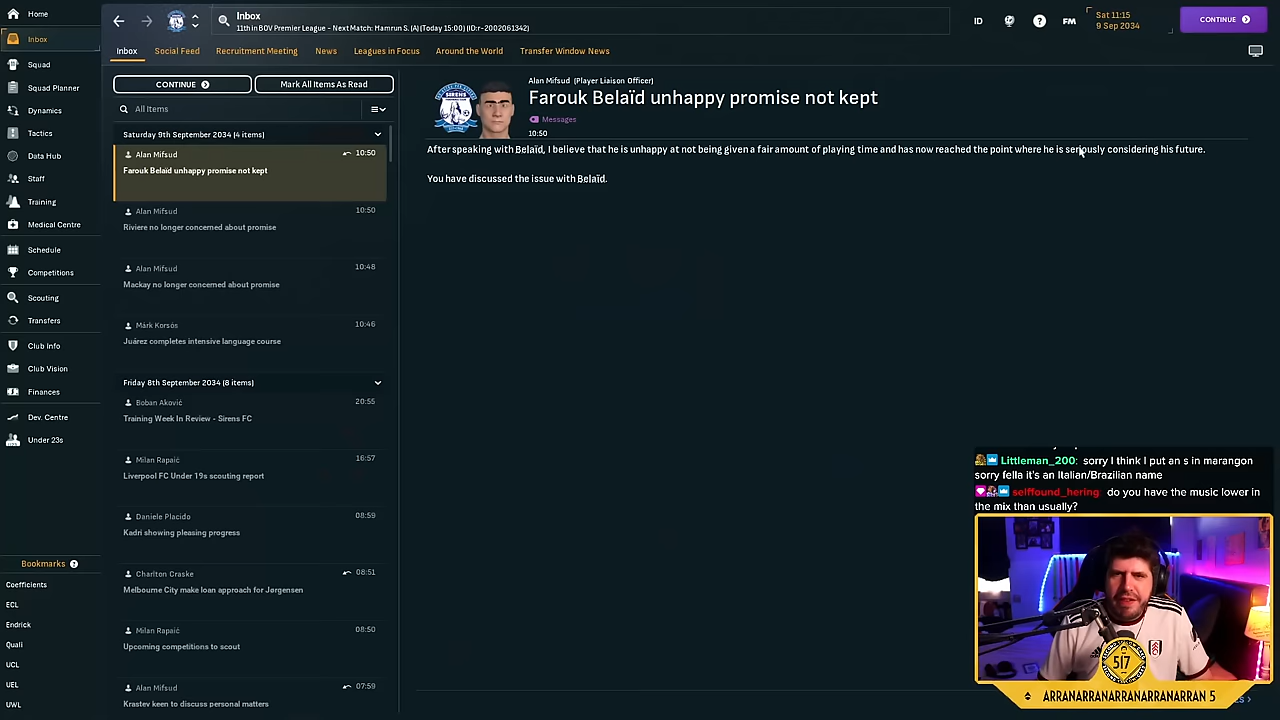 Home
Inbox
Squad
Squad Planner
Dynamics
Tactics
Data Hub
Staff
Training
Medical Centre
Schedule
Competitions
Scouting
Transfers
Club Info
Club Vision
Finances
Dev. Centre
Under 23s
Bookmarks
Coefficients
ECL
Endrick
Quali
UCL
UEL
UWL
Inbox
11th in BOV Premier League - Next Match: Hamrun S. (A) (Today 15:00) (ID:r-2002061342)
ID
FM
Sat 11:15
9 Sep 2034
CONTINUE
Inbox
Social Feed
Recruitment Meeting
News
Leagues in Focus
Around the World
Transfer Window News
CONTINUE
Mark All Items As Read
All Items
Saturday 9th September 2034 (4 items)
Alan Mifsud 10:50
Farouk Belaïd unhappy promise not kept
Alan Mifsud 10:50
Riviere no longer concerned about promise
Alan Mifsud 10:48
Mackay no longer concerned about promise
Márk Korsós 10:46
Juárez completes intensive language course
Friday 8th September 2034 (8 items)
Boban Aković 20:55
Training Week In Review - Sirens FC
Milan Rapaić 16:57
Liverpool FC Under 19s scouting report
Daniele Placido 08:59
Kadri showing pleasing progress
Charlton Craske 08:51
Melbourne City make loan approach for Jørgensen
Milan Rapaić 08:50
Upcoming competitions to scout
Alan Mifsud 07:59
Krastev keen to discuss personal matters
SIRENS
Alan Mifsud (Player Liaison Officer)
Farouk Belaïd unhappy promise not kept
Messages
10:50
After speaking with Belaïd, I believe that he is unhappy at not being given a fair amount of playing time and has now reached the point where he is seriously considering his future.
You have discussed the issue with Belaïd.
Littleman_200: sorry I think I put an s in marangon
sorry fella it's an Italian/Brazilian name
selffound_hering do you have the music lower in
the mix than usually?
517
ARRANARRANARRANARRANARRAN 5